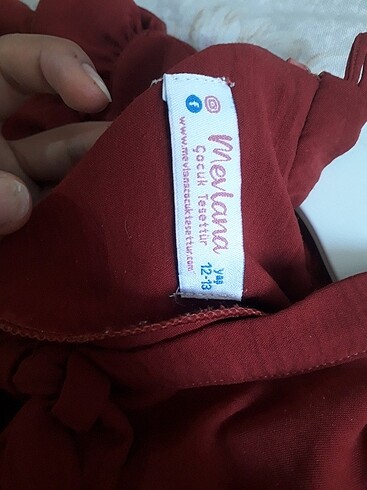 Mevlana
Çocuk Tesettür
www.mevlanacocuktesettur.com
yaş
12-13